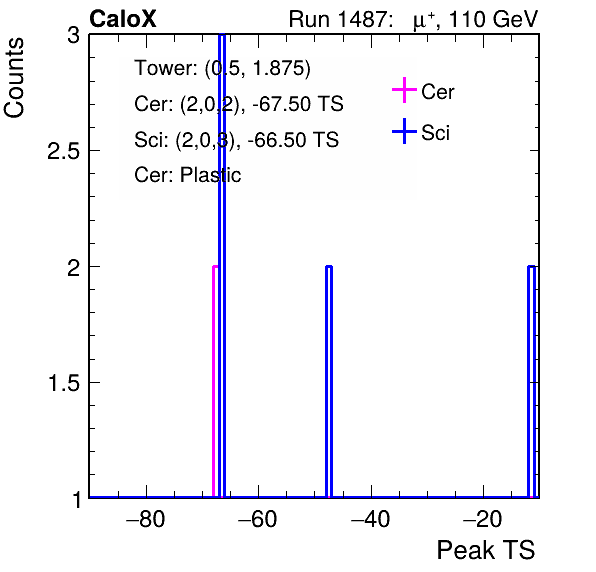 CaloX Run 1487: μ⁺, 110 GeV
Counts
3
2.5
2
1.5
1
Tower: (0.5, 1.875)
Cer: (2,0,2), -67.50 TS
Sci: (2,0,3), -66.50 TS
Cer: Plastic
Cer
Sci
−80 −60 −40 −20
Peak TS